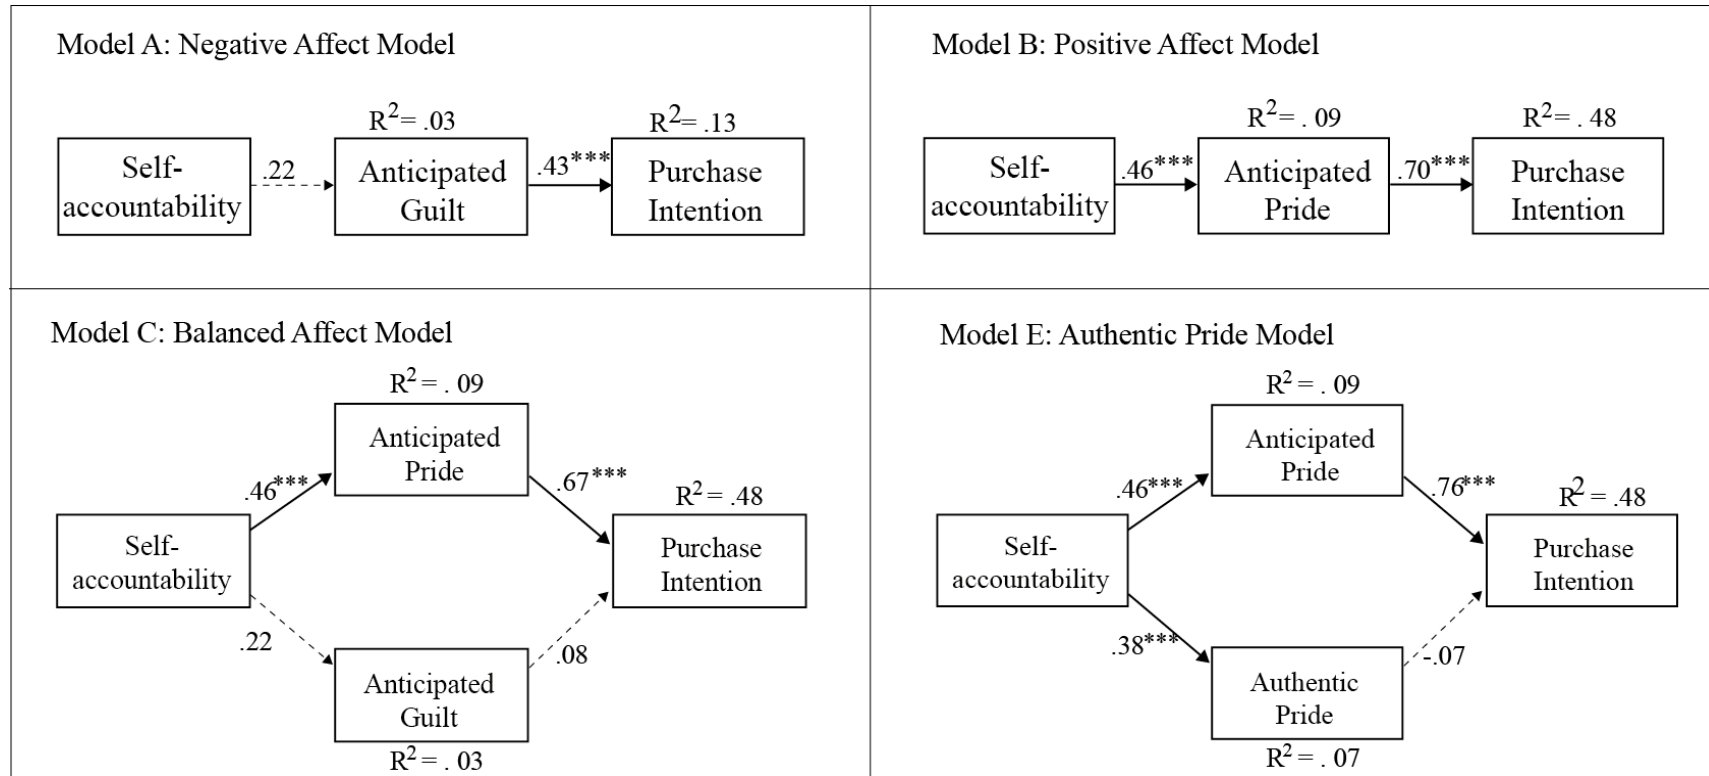 Model A: Negative Affect Model
R2 = .03
R2 = .13
Self-
accountability
.22
Anticipated
Guilt
.43***
Purchase
Intention
Model B: Positive Affect Model
R2 = . 09
R2 = . 48
Self-
accountability
.46***
Anticipated
Pride
.70***
Purchase
Intention
Model C: Balanced Affect Model
R2 = . 09
Anticipated
Pride
.46***
.67***
R2 = .48
Self-
accountability
Purchase
Intention
.22
.08
Anticipated
Guilt
R2 = .03
Model E: Authentic Pride Model
R2 = . 09
Anticipated
Pride
.46***
.76***
R2 = .48
Self-
accountability
Purchase
Intention
.38***
-.07
Authentic
Pride
R2 = .07